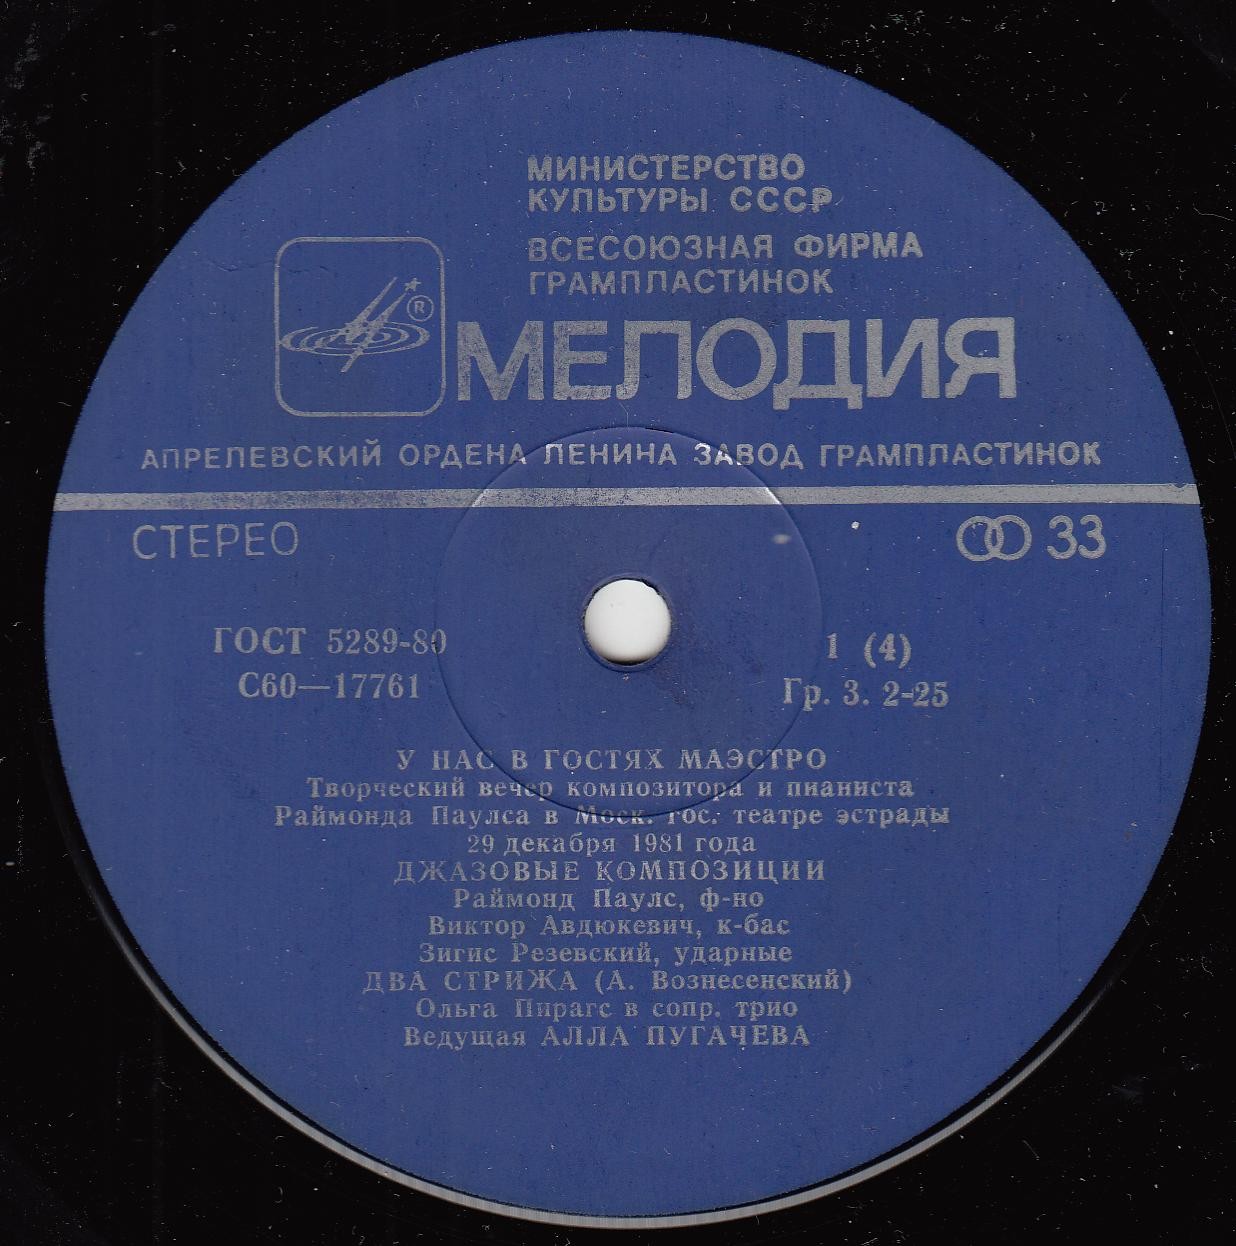 МИНИСТЕРСТВО
КУЛЬТУРЫ СССР
ВСЕСОЮЗНАЯ ФИРМА
ГРАМПЛАСТИНОК
®
МЕЛОДИЯ
АПРЕЛЕВСКИЙ ОРДЕНА ЛЕНИНА ЗАВОД ГРАМПЛАСТИНОК
СТЕРЕО
33
ГОСТ 5289-80
1 (4)
С60—17761
Гр. 3. 2-25
У НАС В ГОСТЯХ МАЭСТРО
Творческий вечер композитора и пианиста
Раймонда Паулса в Моск. гос. театре эстрады
29 декабря 1981 года
ДЖАЗОВЫЕ КОМПОЗИЦИИ
Раймонд Паулс, ф-но
Виктор Авдюкевич, к-бас
Зигис Резевский, ударные
ДВА СТРИЖА (А. Вознесенский)
Ольга Пирагс в сопр. трио
Ведущая АЛЛА ПУГАЧЕВА